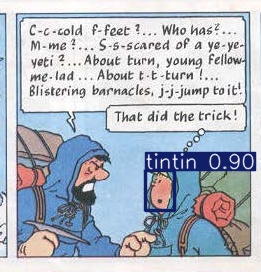 C-c-cold f-feet?... Who has?...
M-me?... S-s-scared of a ye-ye-
yeti?... About turn, young fellow-
me-lad... About t-t-turn!...
Blistering barnacles, j-j-jump to it!
That did the trick!
tintin 0.90